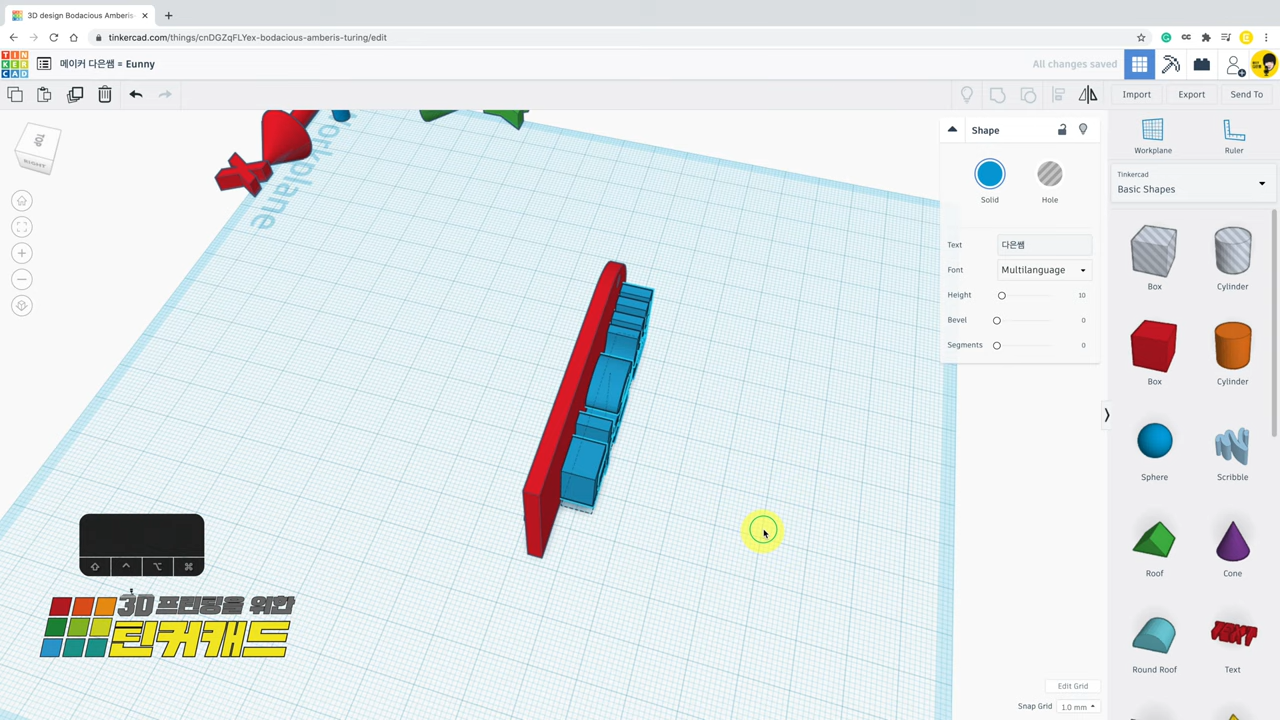 3D design Bodacious Amberis-
tinkercad.com/things/cnDGZqFLYex-bodacious-amberis-turing/edit
TINKERCAD
메이커 다은쌤 = Eunny
All changes saved
Import
Export
Send To
TOP
RIGHT
Workplane
Shape
Solid
Hole
Text 다은쌤
Font Multilanguage
Height 10
Bevel 0
Segments 0
Workplane
Ruler
Tinkercad
Basic Shapes
Box
Cylinder
Box
Cylinder
Sphere
Scribble
Roof
Cone
Round Roof
TEXT
Text
3D 프린팅을 위한
틴커캐드
Edit Grid
Snap Grid 1.0 mm